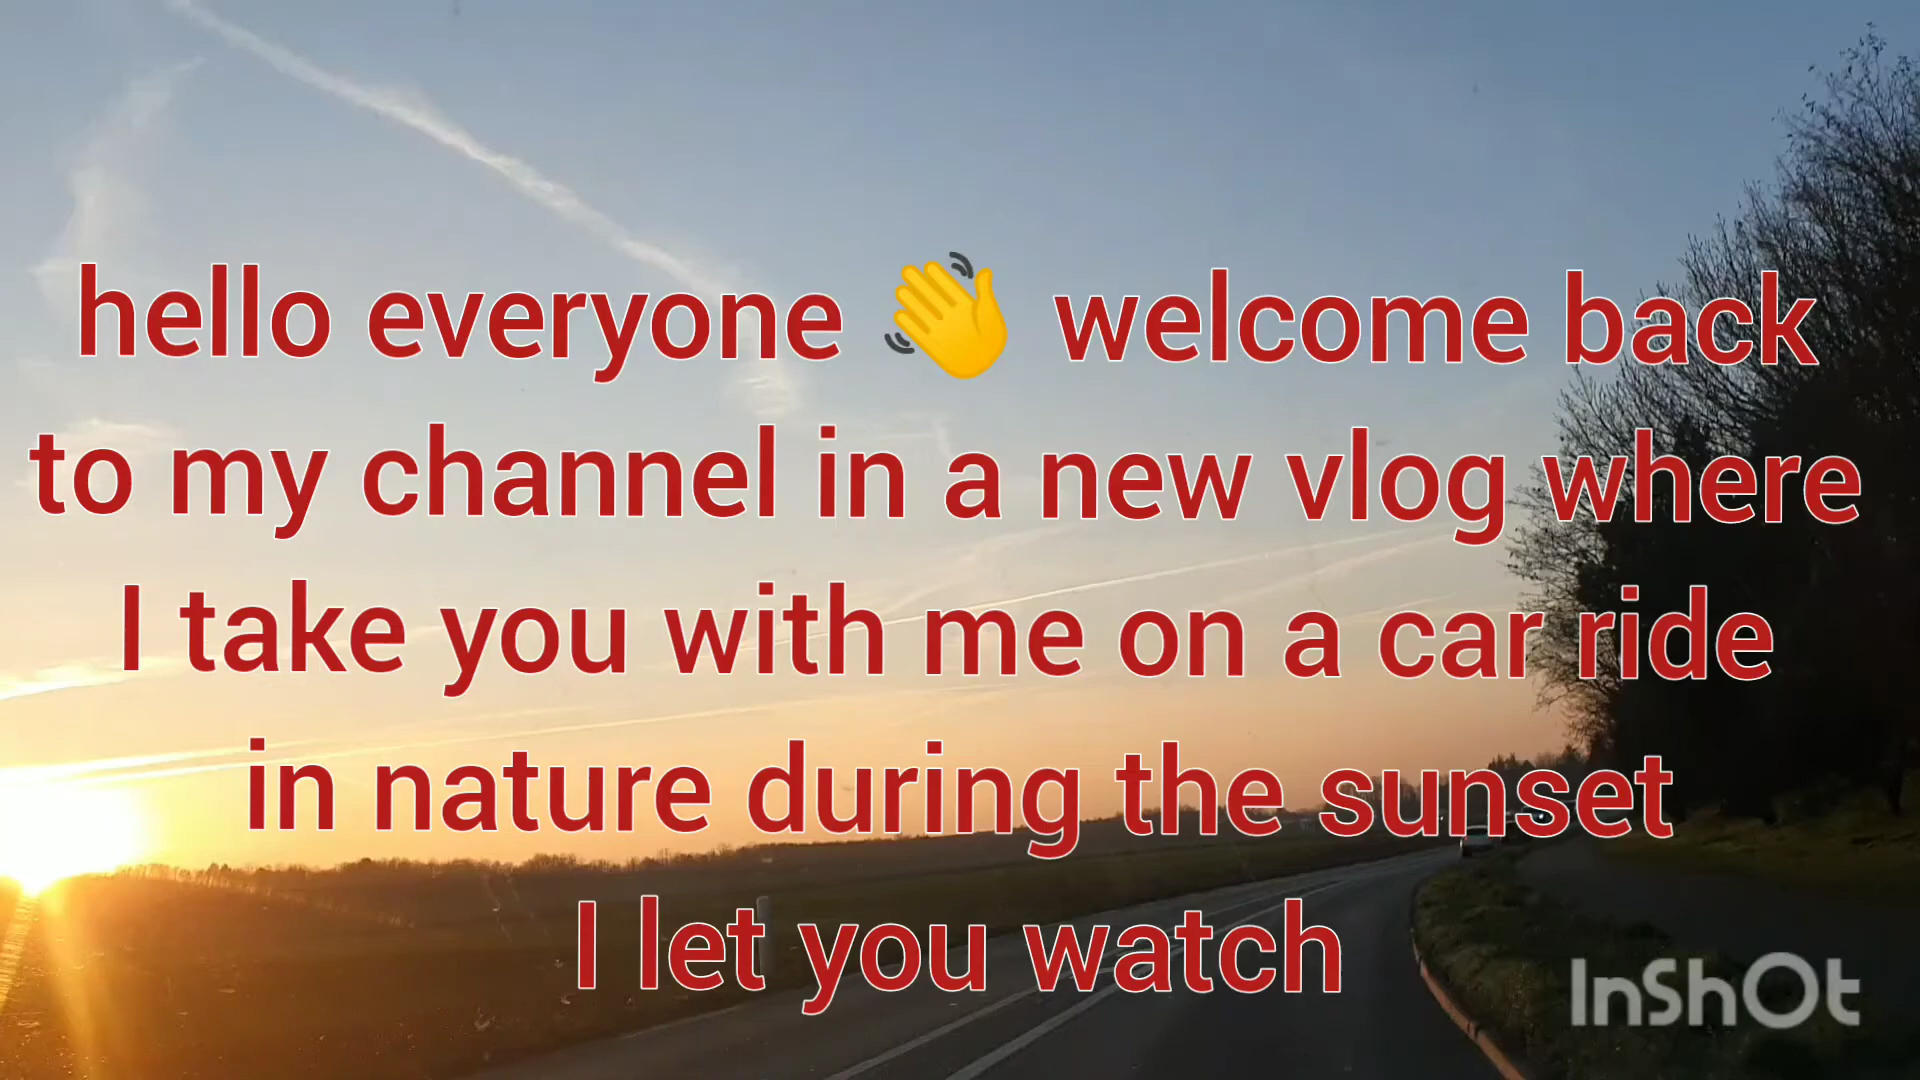 hello everyone 👋 welcome back
to my channel in a new vlog where
I take you with me on a car ride
in nature during the sunset
I let you watch
InShOt